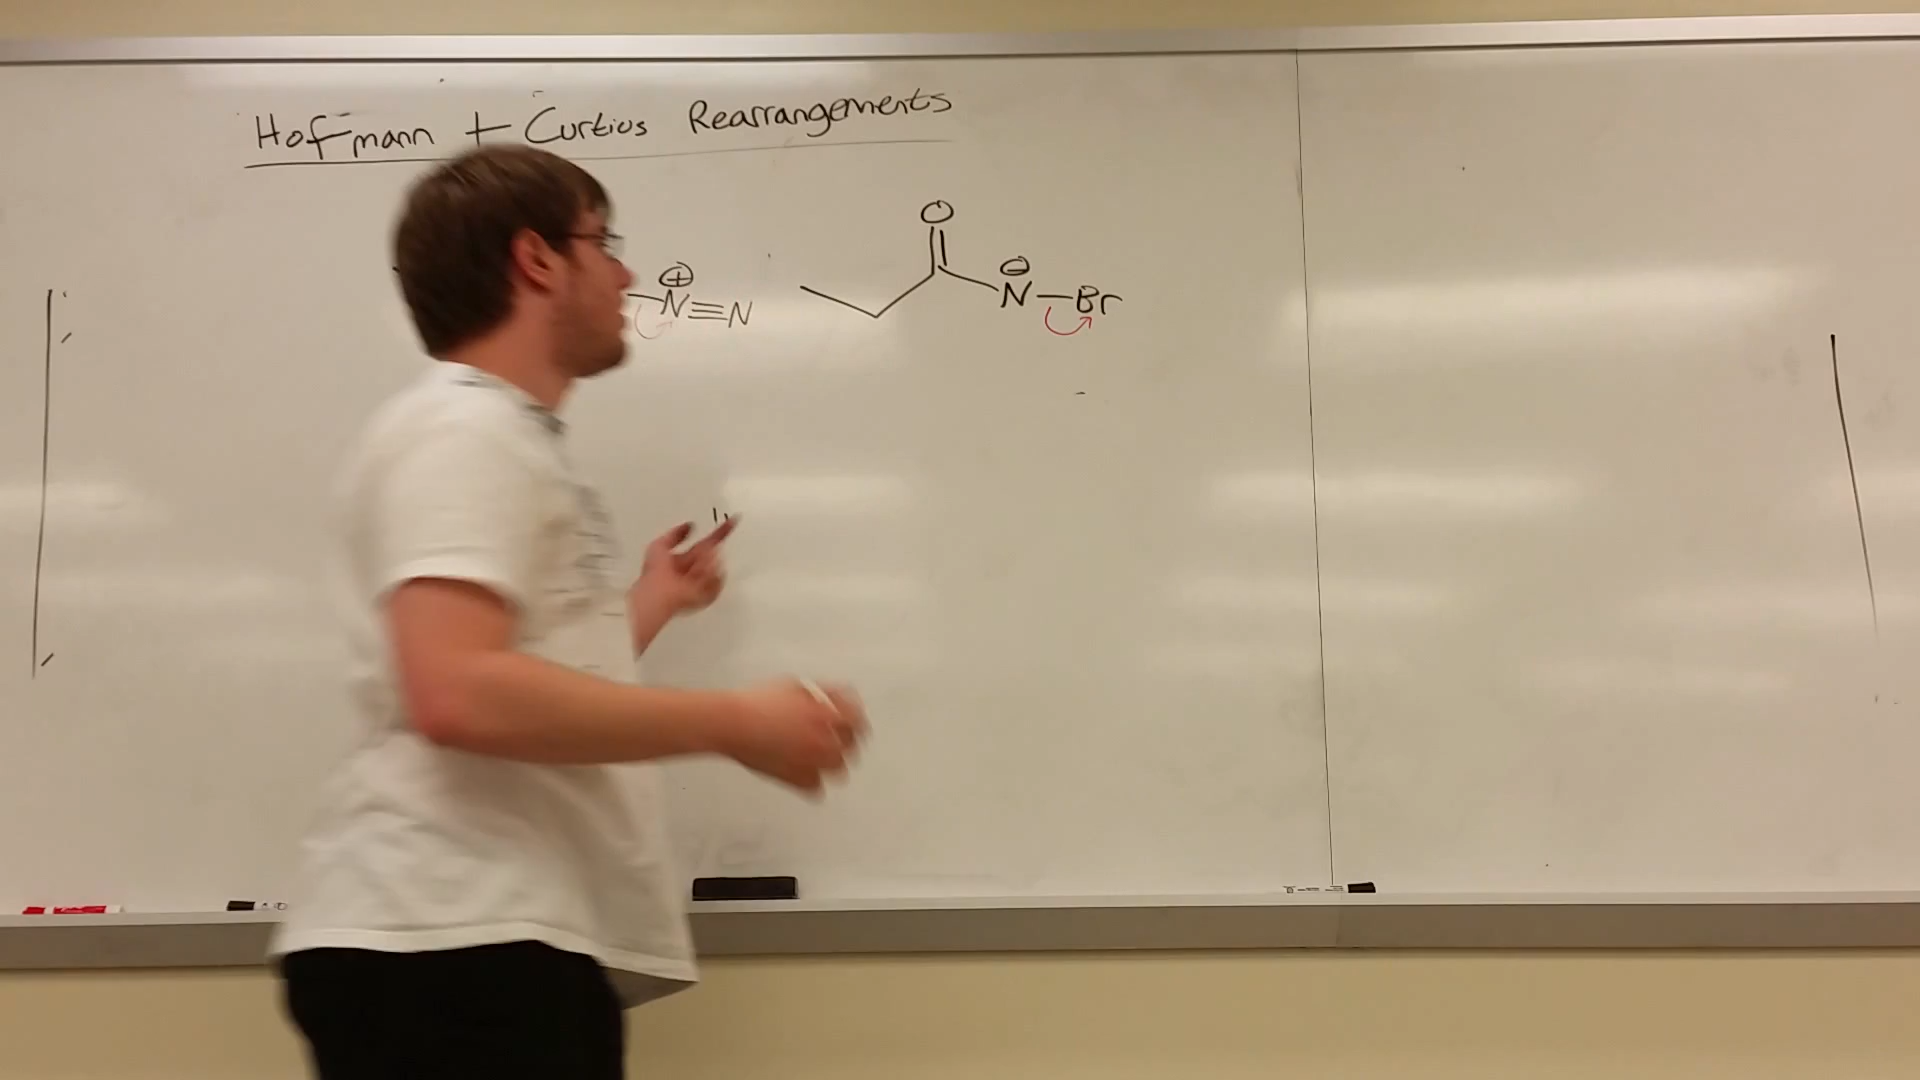 Hofmann + Curtius Rearrangements
O
⊕
N≡N
⊖
N—Br